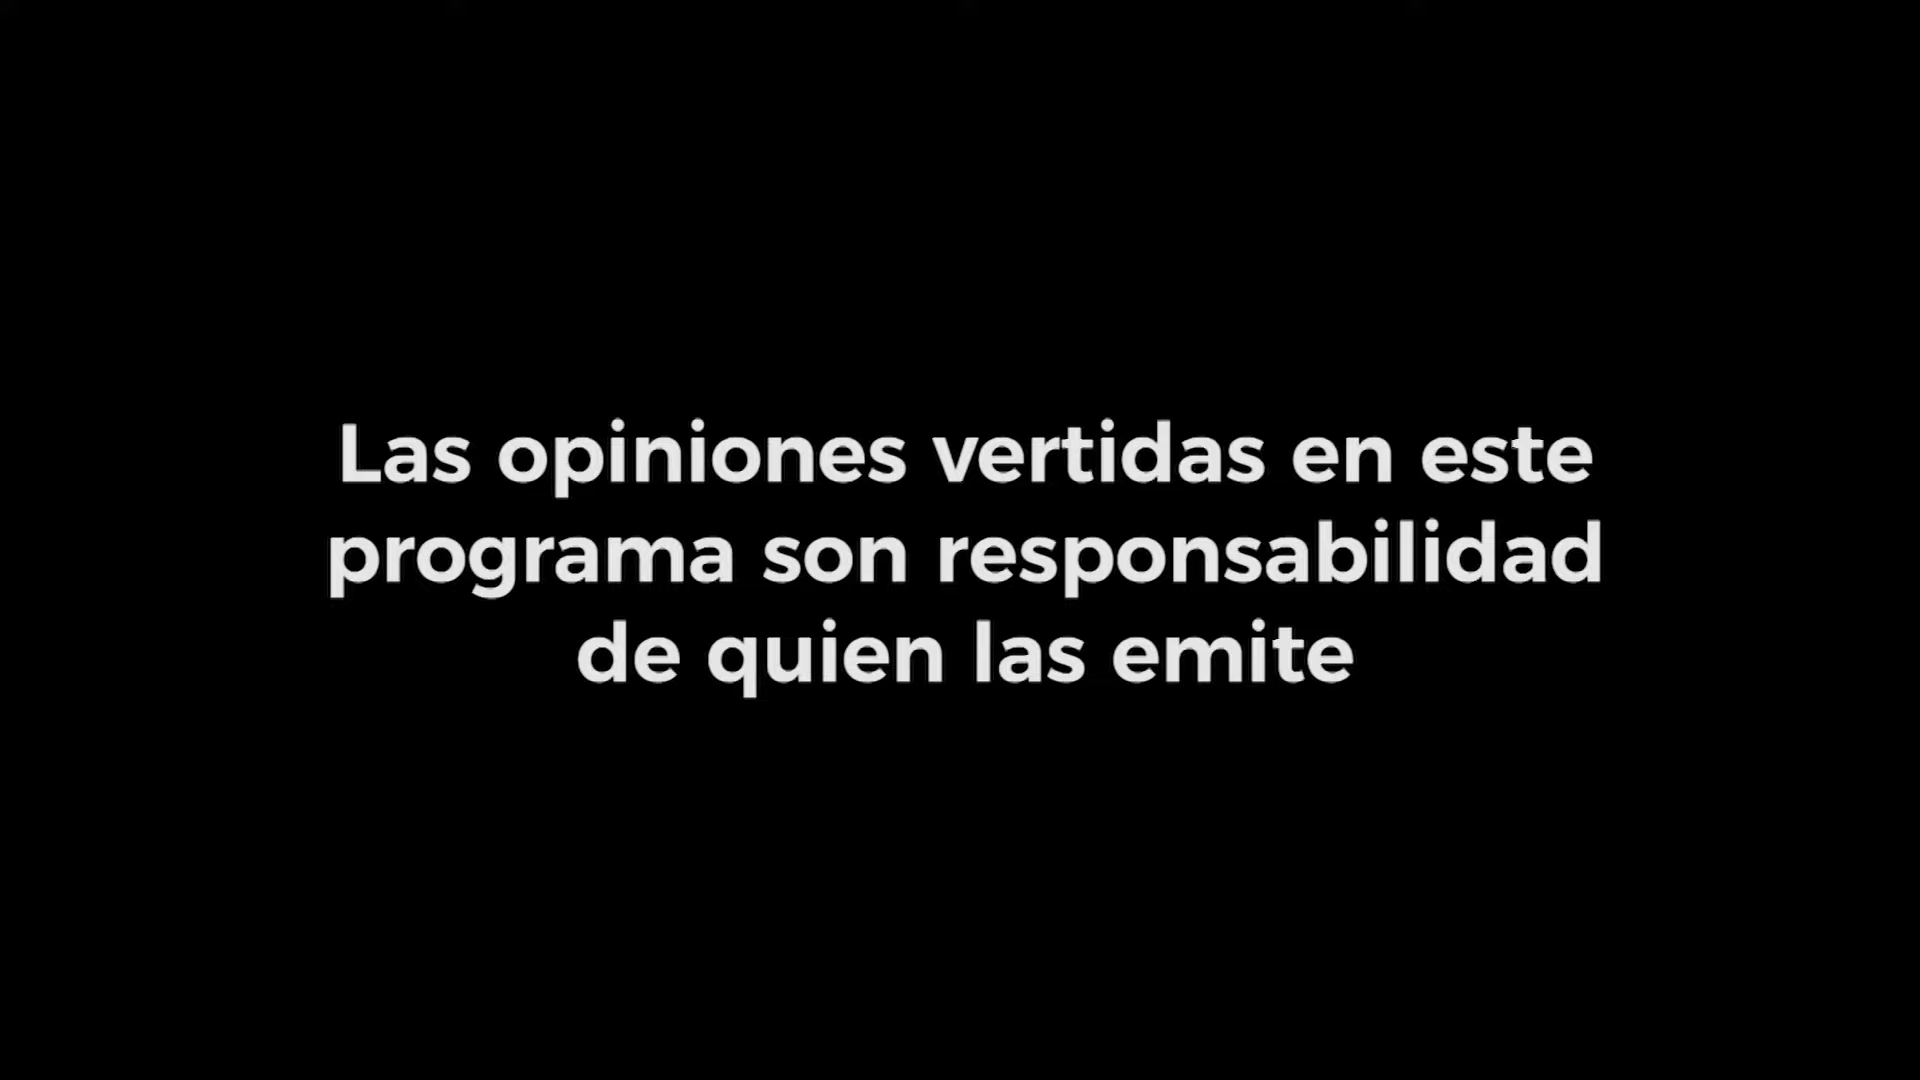 Las opiniones vertidas en este
programa son responsabilidad
de quien las emite